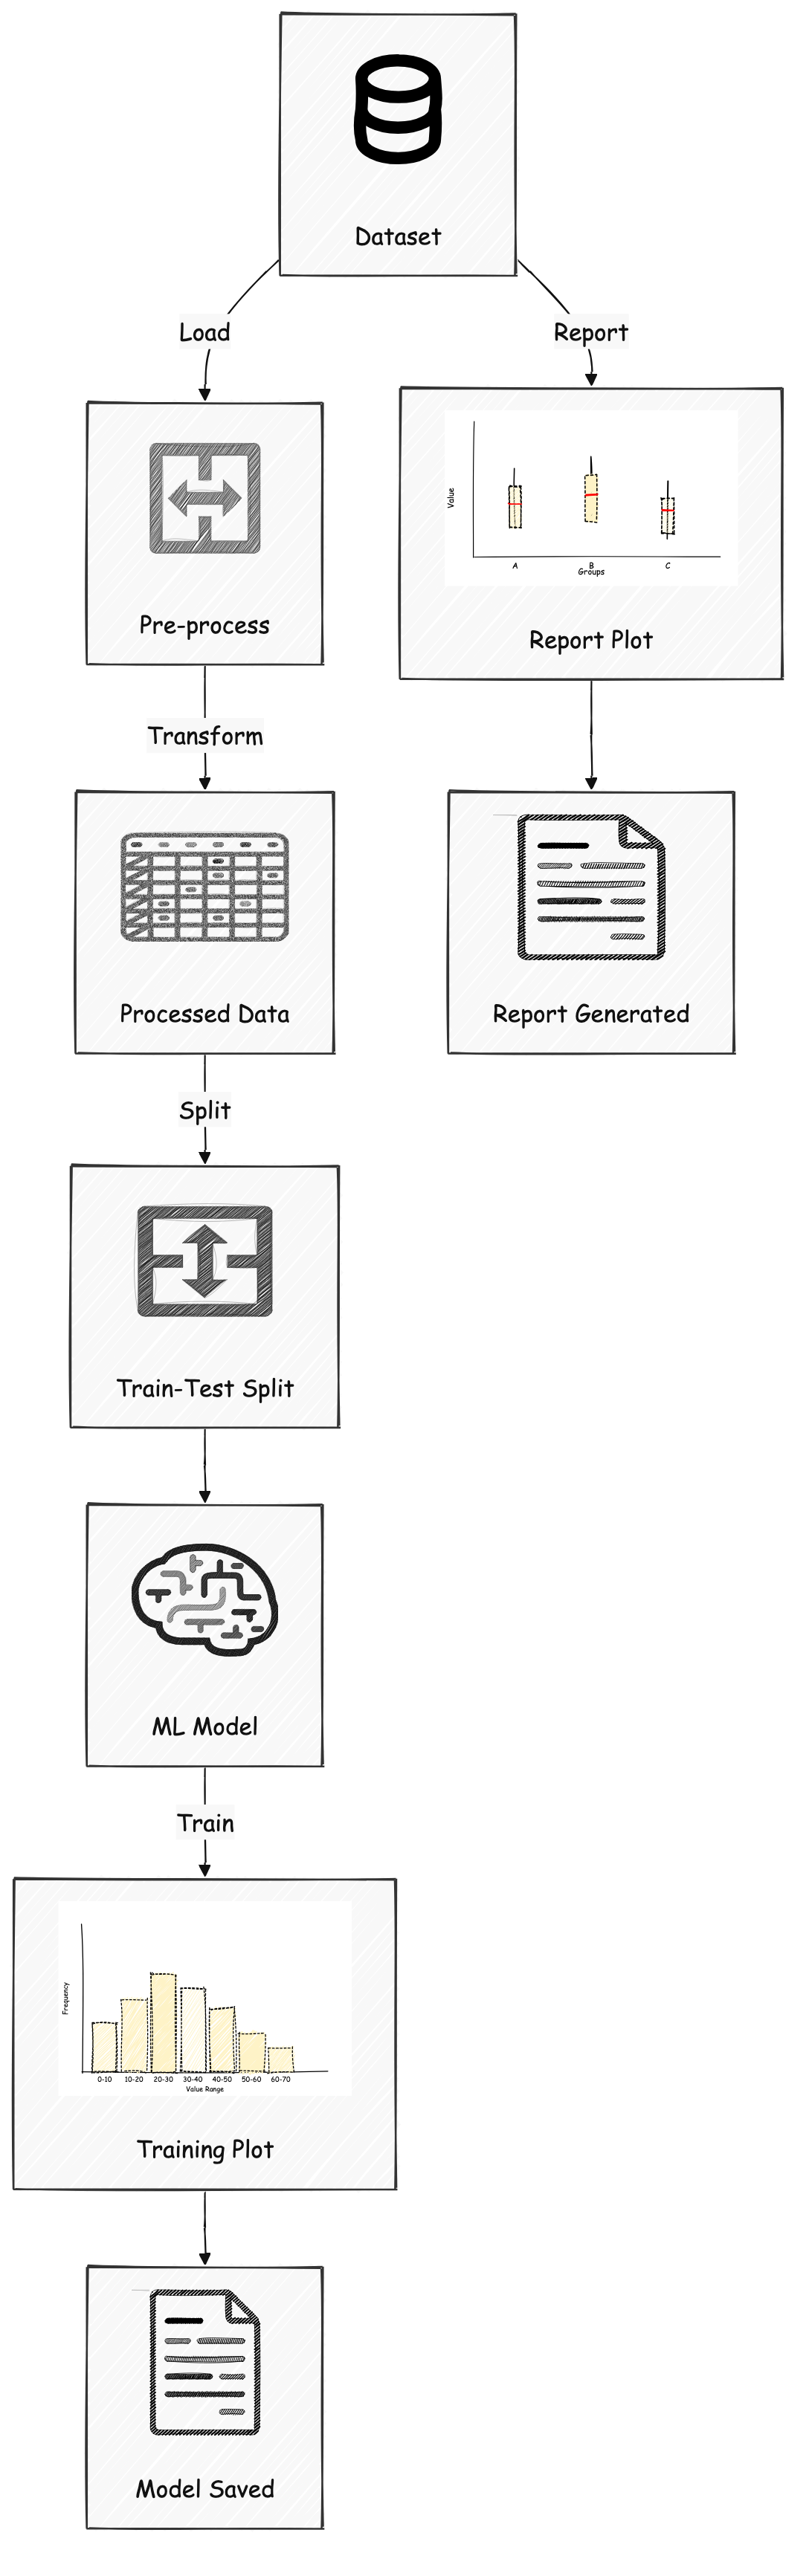 Dataset
Load
Report
Pre-process
Value
A
B
C
Groups
Report Plot
Transform
Processed Data
Report Generated
Split
Train-Test Split
ML Model
Train
Frequency
0-10 10-20 20-30 30-40 40-50 50-60 60-70
Value Range
Training Plot
Model Saved